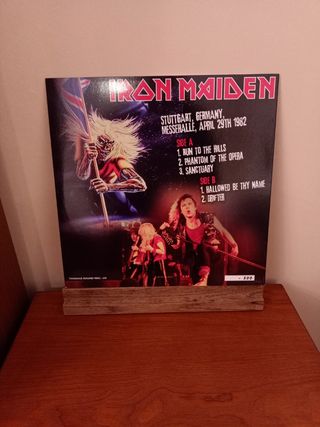 IRON MAIDEN
STUTTGART, GERMANY,
MESSEHALLE, APRIL 29TH 1982
SIDE A
1. RUN TO THE HILLS
2. PHANTOM OF THE OPERA
3. SANCTUARY
SIDE B
1. HALLOWED BE THY NAME
2. DRIFTER